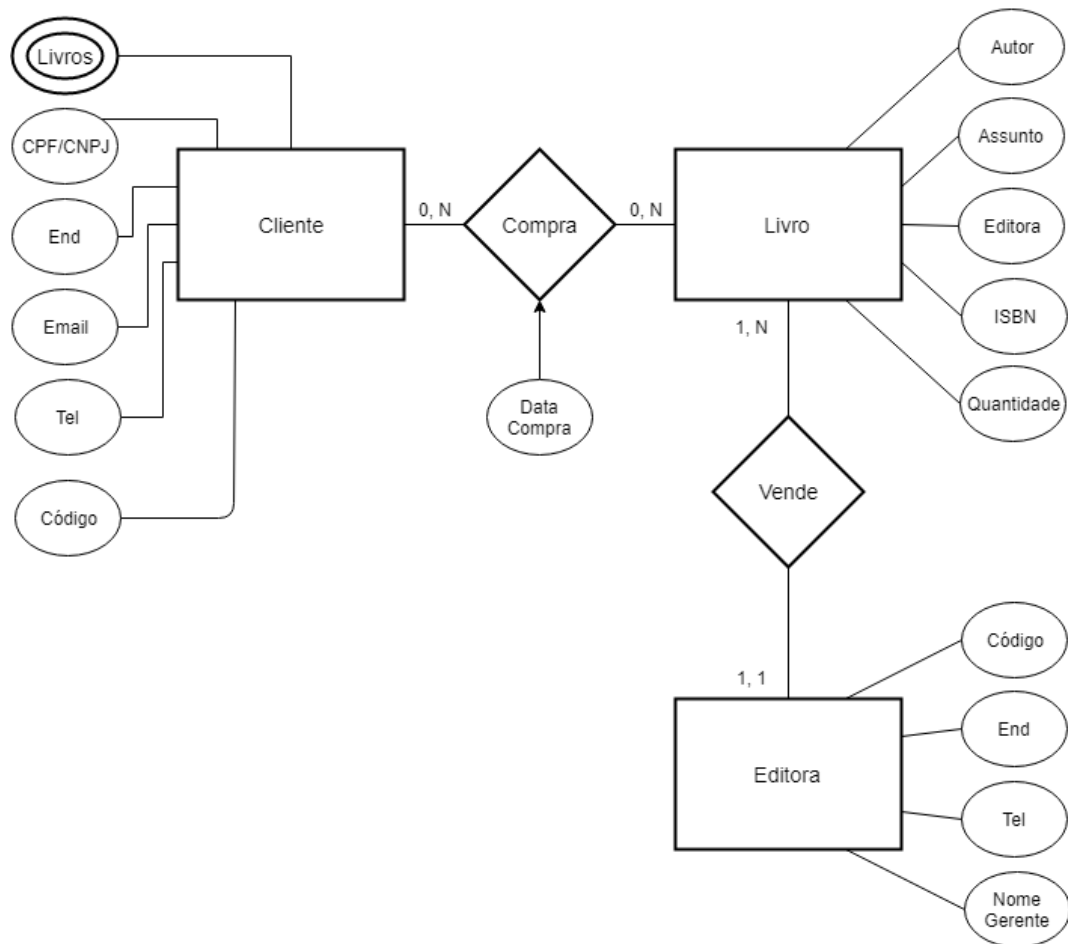 Livros
CPF/CNPJ
End
Email
Tel
Código
Cliente
0, N
Compra
0, N
Data
Compra
Livro
Autor
Assunto
Editora
ISBN
Quantidade
1, N
Vende
1, 1
Editora
Código
End
Tel
Nome
Gerente